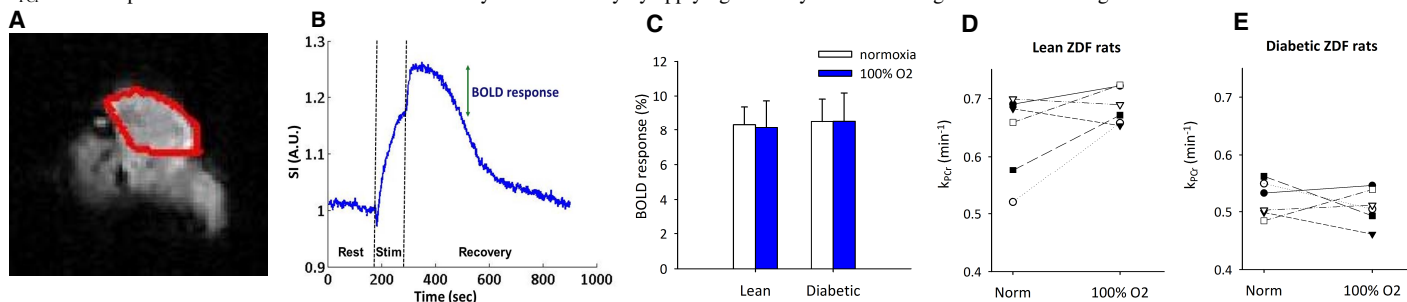 A
B
C
D
E
1.3
1.2
1.1
1
0.9
SI (A.U.)
BOLD response
Rest
Stim
Recovery
0
200
400
600
800
1000
Time (sec)
normoxia
100% O2
12
10
8
6
4
2
0
BOLD response (%)
Lean
Diabetic
Lean ZDF rats
0.7
0.6
0.5
0.4
kPCr (min-1)
Norm
100% O2
Diabetic ZDF rats
0.7
0.6
0.5
0.4
kPCr (min-1)
Norm
100% O2